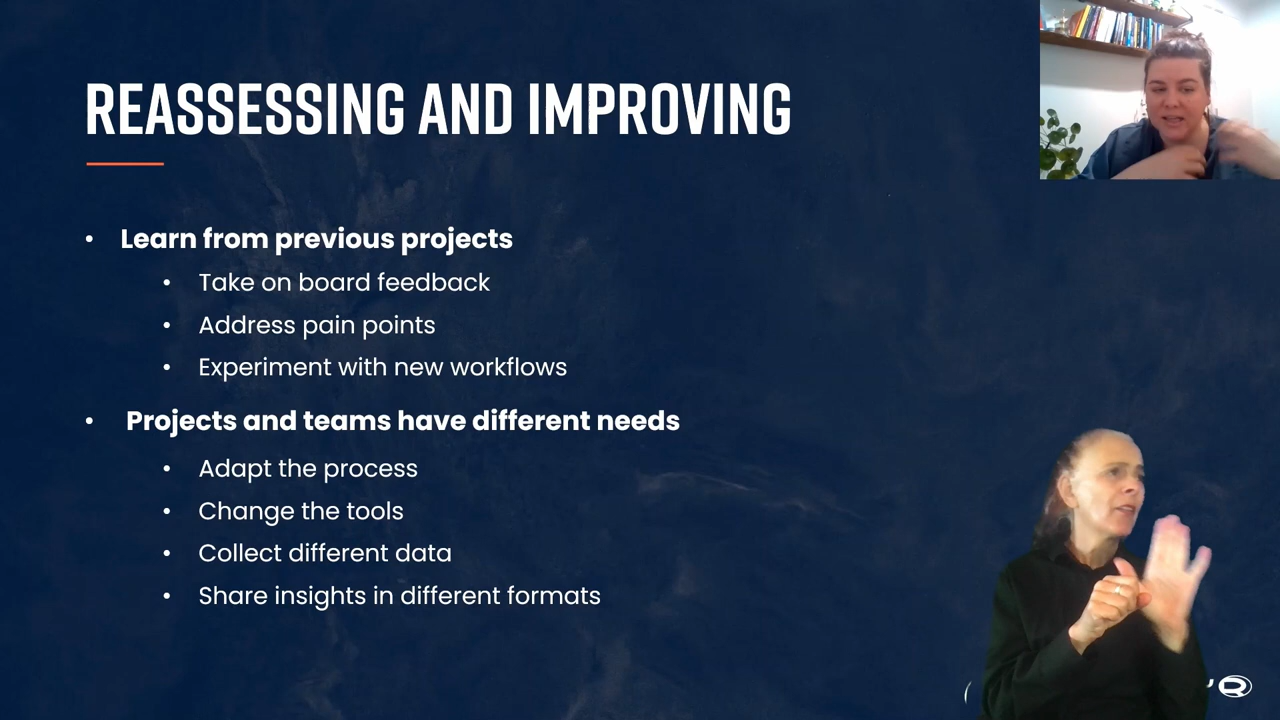 REASSESSING AND IMPROVING
• Learn from previous projects
• Take on board feedback
• Address pain points
• Experiment with new workflows
• Projects and teams have different needs
• Adapt the process
• Change the tools
• Collect different data
• Share insights in different formats